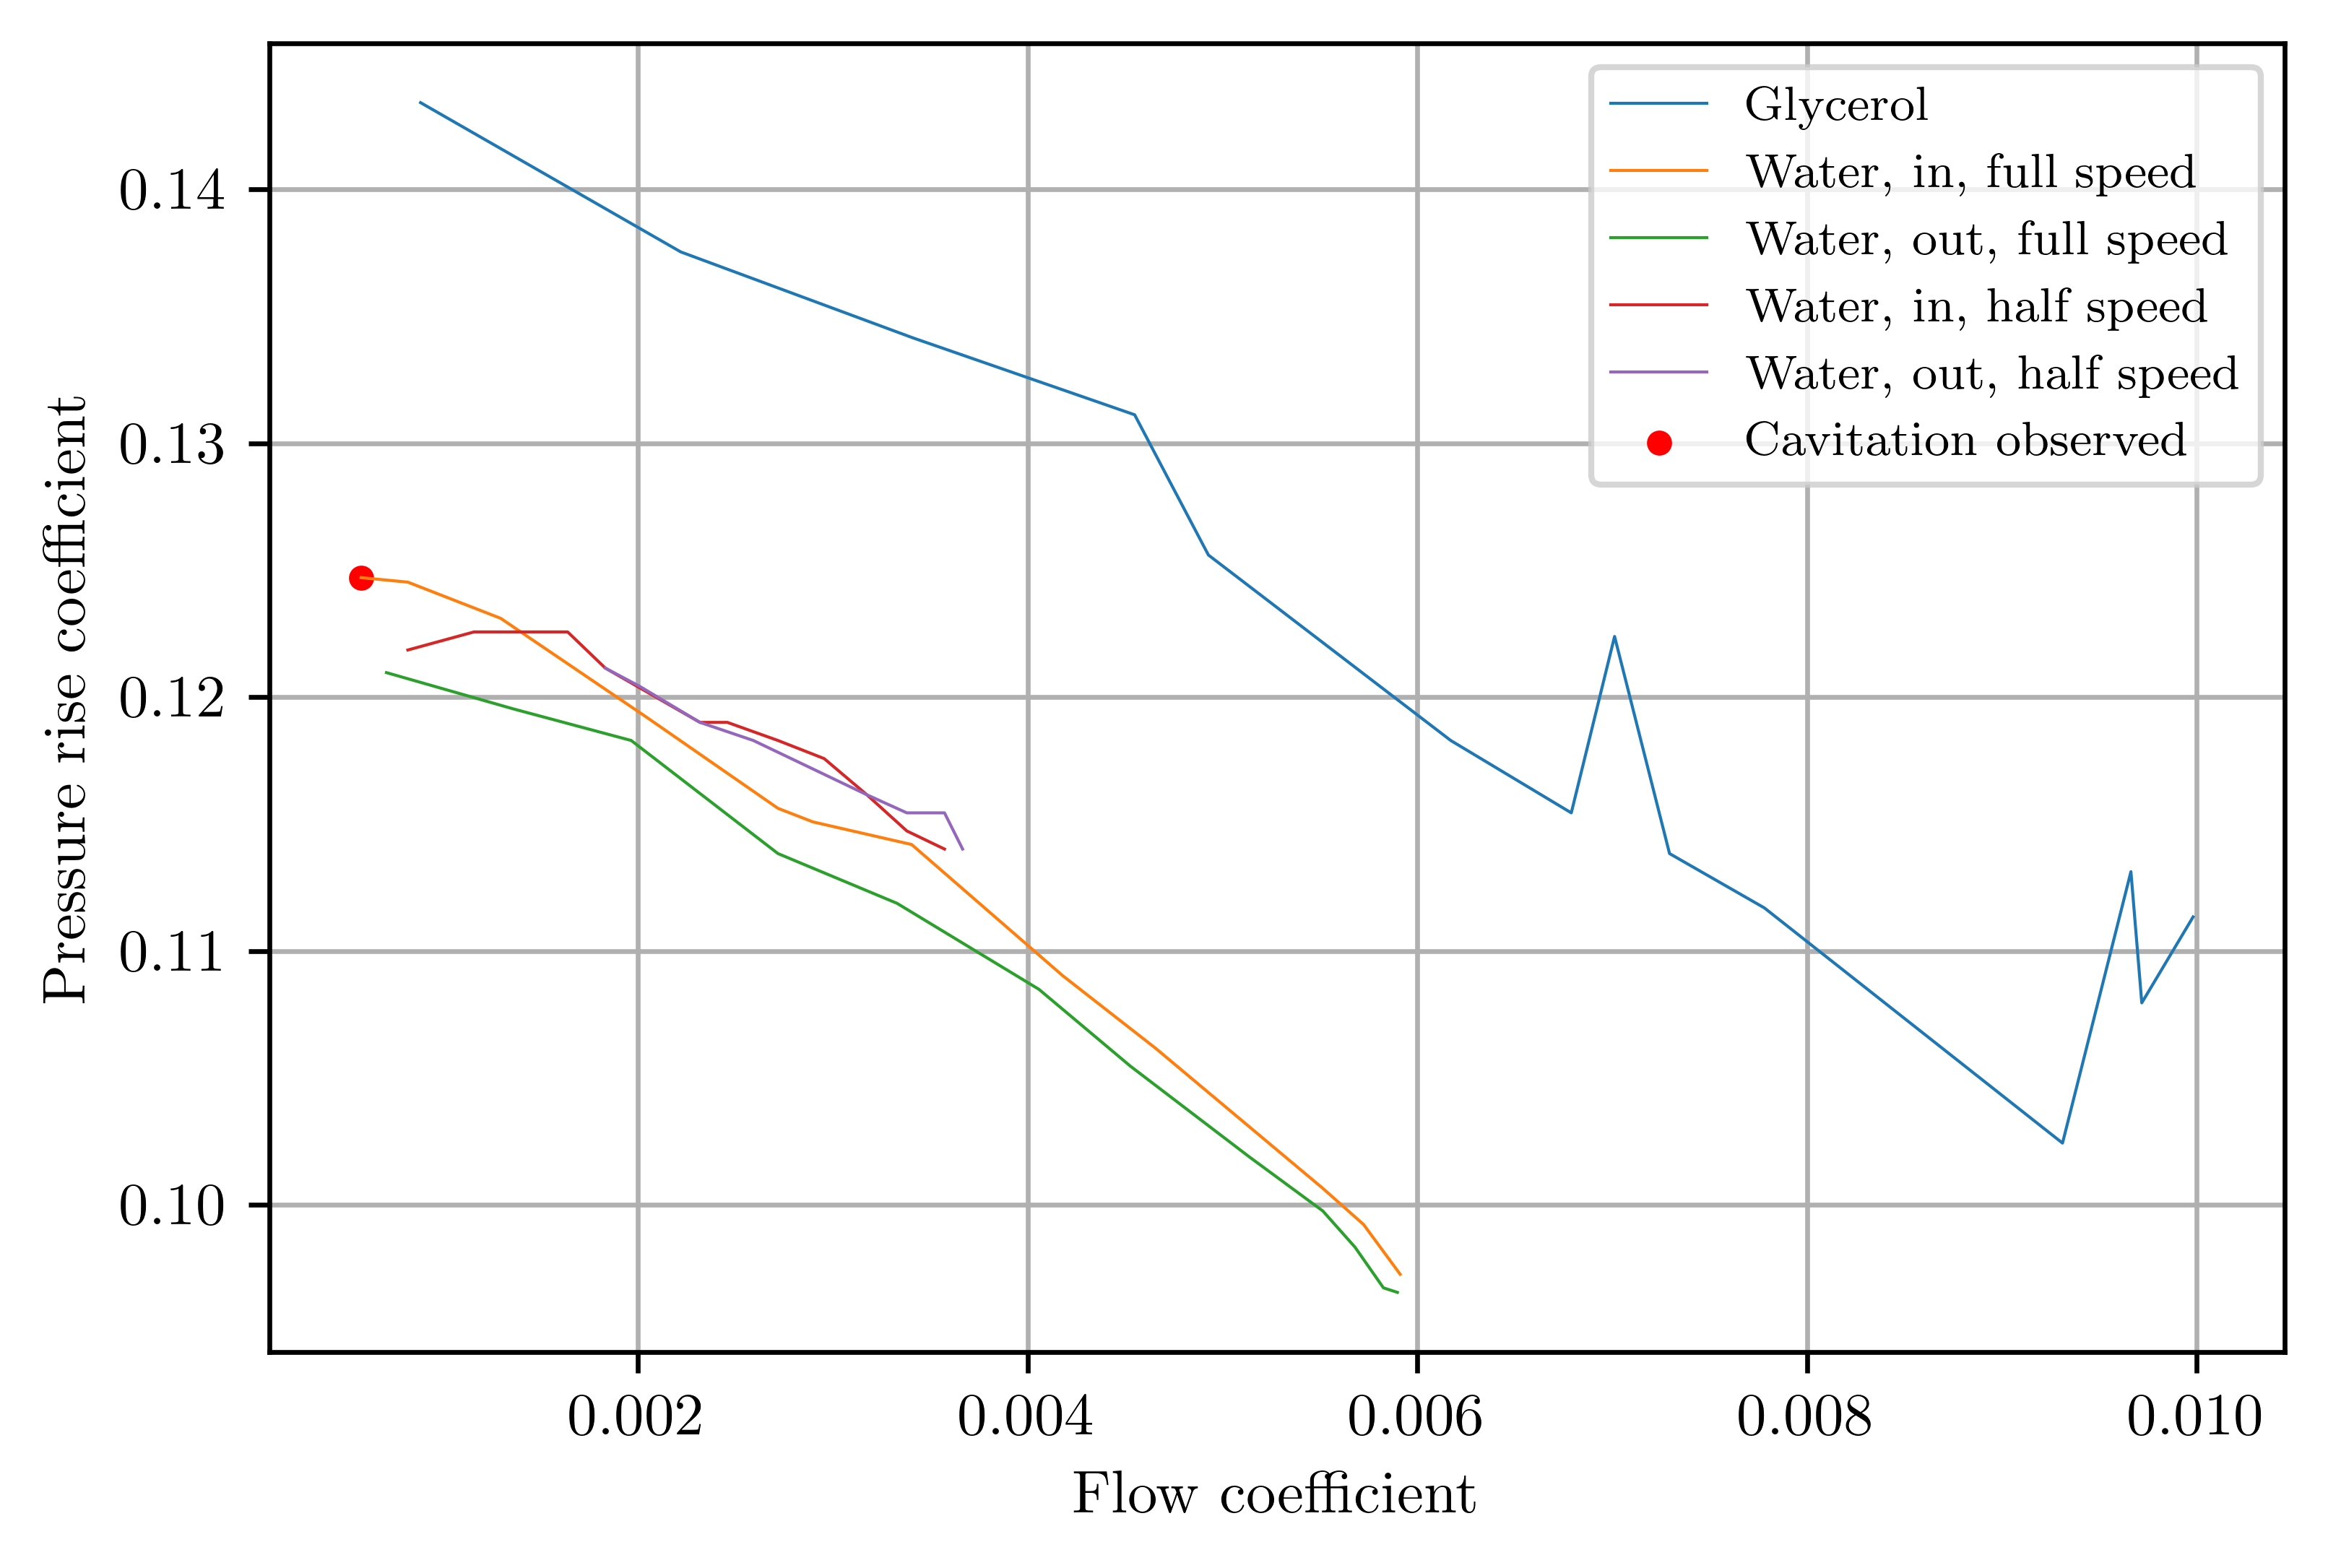 Glycerol
Water, in, full speed
Water, out, full speed
Water, in, half speed
Water, out, half speed
Cavitation observed
Pressure rise coefficient
0.14
0.13
0.12
0.11
0.10
0.002 0.004 0.006 0.008 0.010
Flow coefficient